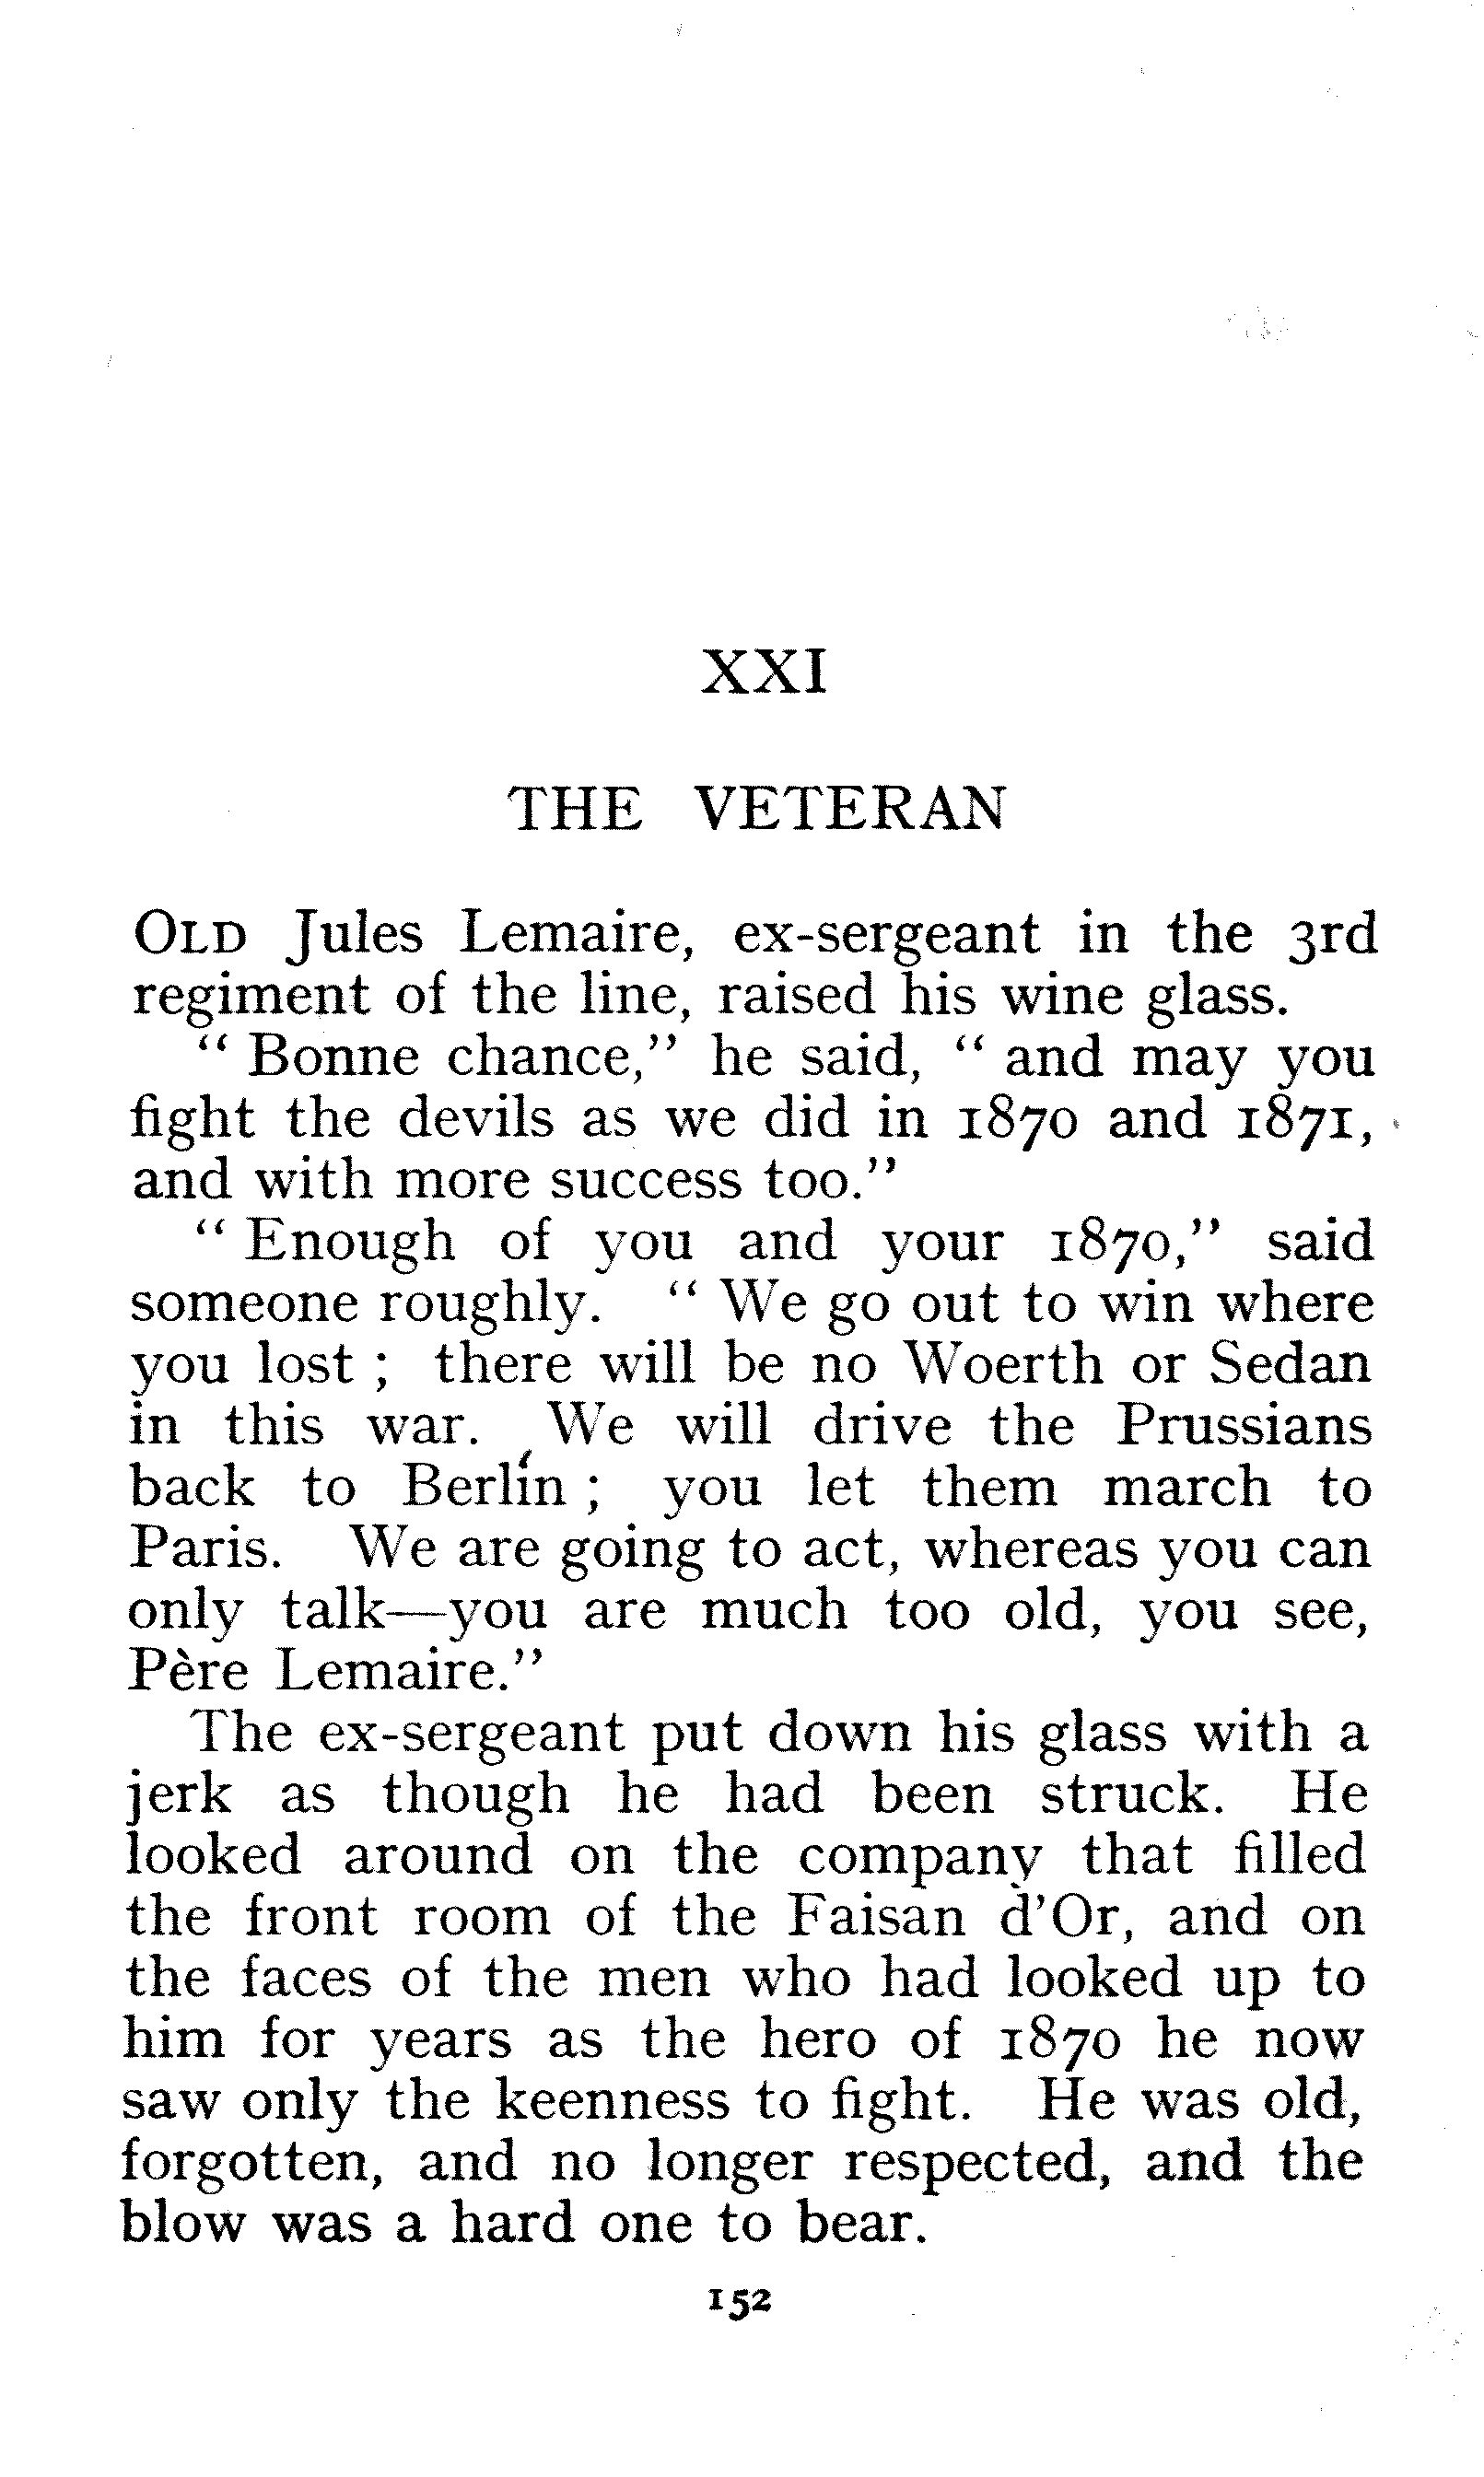 XXI
THE VETERAN
OLD Jules Lemaire, ex-sergeant in the 3rd
regiment of the line, raised his wine glass.
“ Bonne chance,” he said, “ and may you
fight the devils as we did in 1870 and 1871,
and with more success too.”
“ Enough of you and your 1870,” said
someone roughly. “ We go out to win where
you lost ; there will be no Woerth or Sedan
in this war. We will drive the Prussians
back to Berlin ; you let them march to
Paris. We are going to act, whereas you can
only talk—you are much too old, you see,
Père Lemaire.”
The ex-sergeant put down his glass with a
jerk as though he had been struck. He
looked around on the company that filled
the front room of the Faisan d’Or, and on
the faces of the men who had looked up to
him for years as the hero of 1870 he now
saw only the keenness to fight. He was old,
forgotten, and no longer respected, and the
blow was a hard one to bear.
152